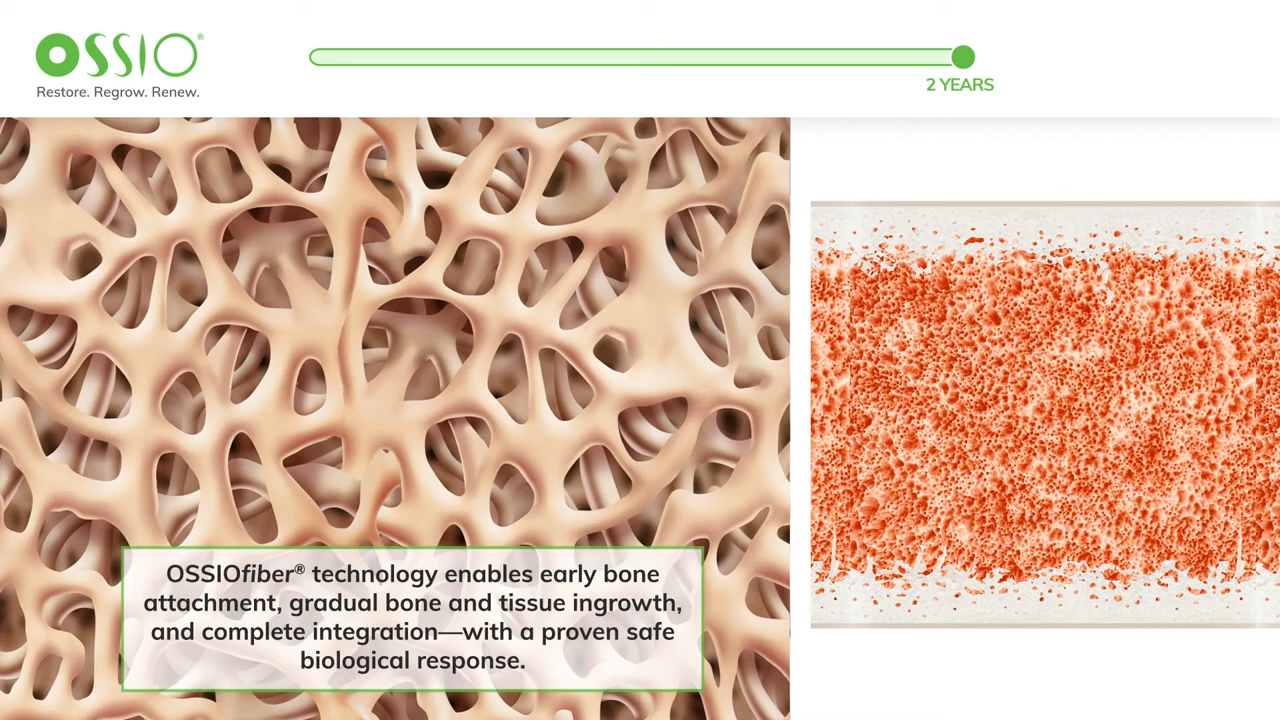 OSSIO®
Restore. Regrow. Renew.
2 YEARS
OSSIOfiber® technology enables early bone
attachment, gradual bone and tissue ingrowth,
and complete integration—with a proven safe
biological response.